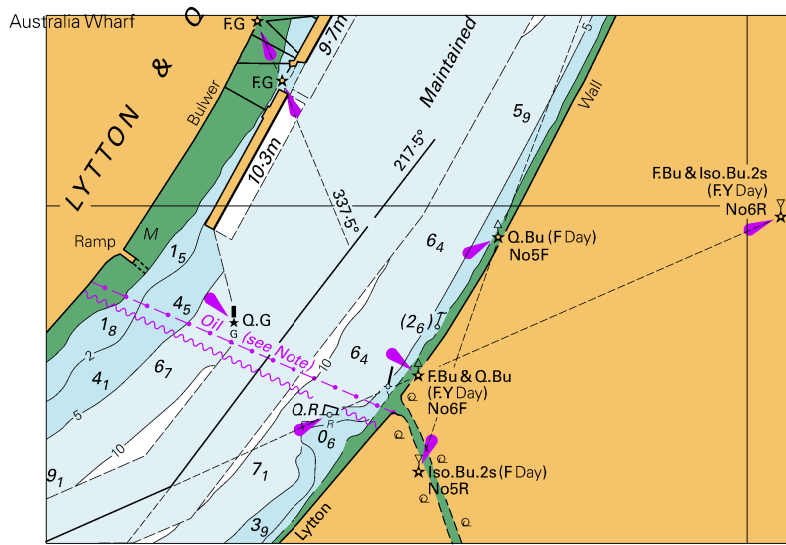 Australia Wharf
F.G
LYTTON & Q
9·7m
Maintained
F.G
Bulwer
5
5₉
Wall
10·3m
217·5°
F.Bu & Iso.Bu.2s
(F.Y Day)
No6R
337·5°
Ramp
M
1₅
6₄
Q.Bu (F Day)
No5F
4₅
Q.G
G
Oil (see Note)
(2₆)
1₈
2
6₇
10
6₄
F.Bu & Q.Bu
(F.Y Day)
No6F
4₁
5
Q.R
R
0₆
10
9₁
7₁
Iso.Bu.2s (F Day)
No5R
3₉
Lytton